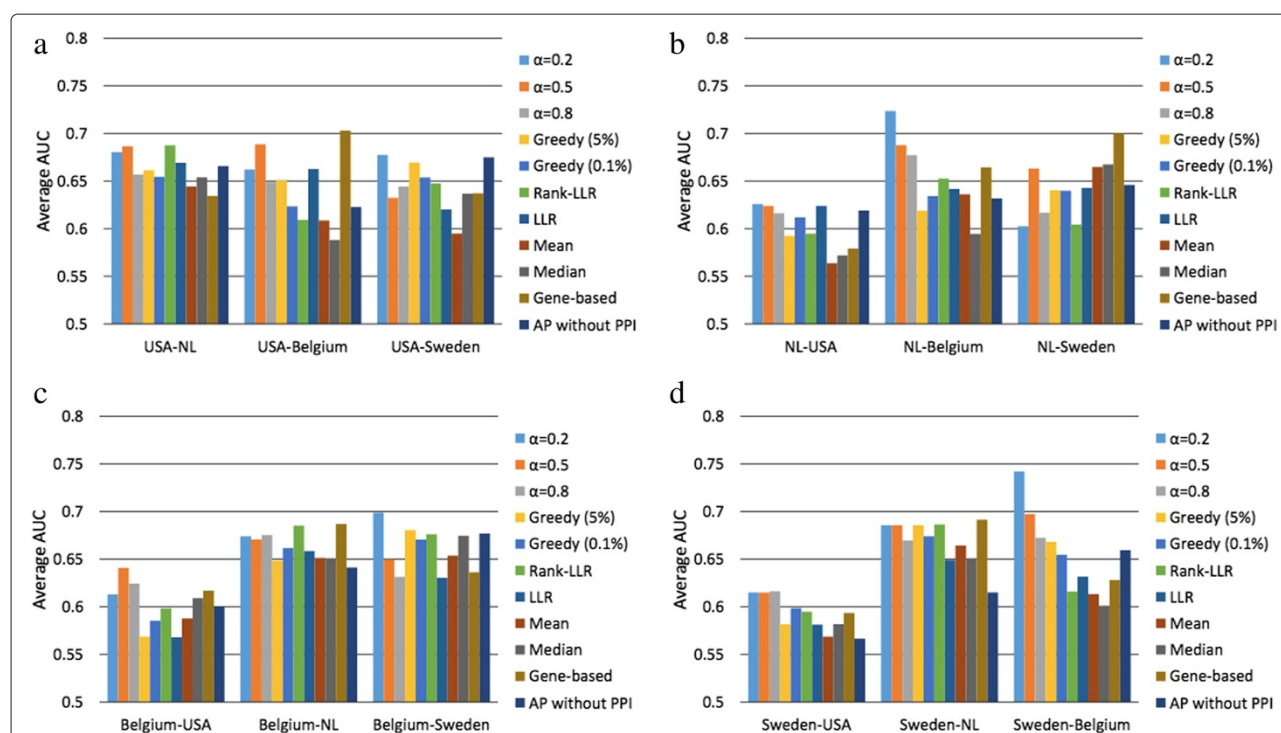 a
Average AUC
0.8
0.75
0.7
0.65
0.6
0.55
0.5
USA-NL USA-Belgium USA-Sweden
α=0.2
α=0.5
α=0.8
Greedy (5%)
Greedy (0.1%)
Rank-LLR
LLR
Mean
Median
Gene-based
AP without PPI
b
Average AUC
0.8
0.75
0.7
0.65
0.6
0.55
0.5
NL-USA NL-Belgium NL-Sweden
α=0.2
α=0.5
α=0.8
Greedy (5%)
Greedy (0.1%)
Rank-LLR
LLR
Mean
Median
Gene-based
AP without PPI
c
Average AUC
0.8
0.75
0.7
0.65
0.6
0.55
0.5
Belgium-USA Belgium-NL Belgium-Sweden
α=0.2
α=0.5
α=0.8
Greedy (5%)
Greedy (0.1%)
Rank-LLR
LLR
Mean
Median
Gene-based
AP without PPI
d
Average AUC
0.8
0.75
0.7
0.65
0.6
0.55
0.5
Sweden-USA Sweden-NL Sweden-Belgium
α=0.2
α=0.5
α=0.8
Greedy (5%)
Greedy (0.1%)
Rank-LLR
LLR
Mean
Median
Gene-based
AP without PPI